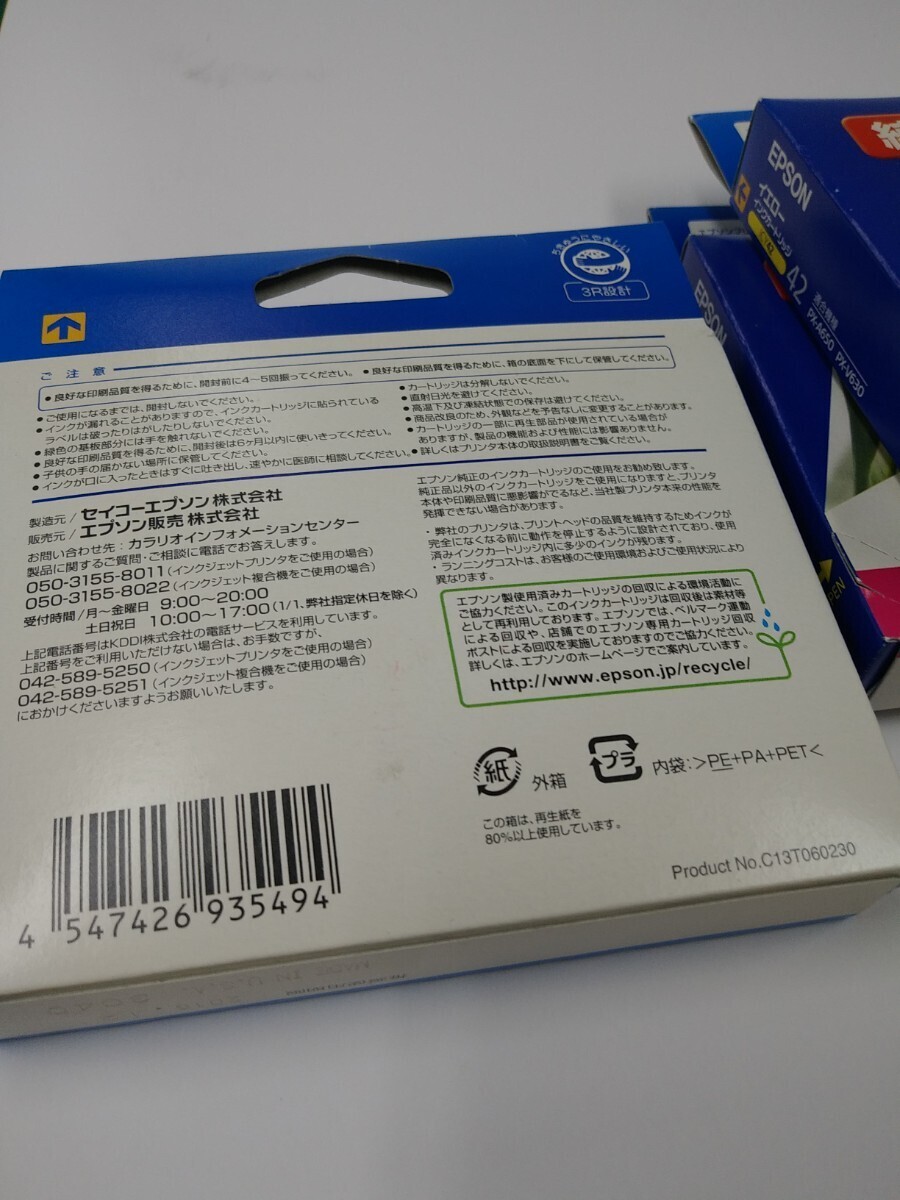 ちきゅうにやさしい
3R設計
ご注意
●良好な印刷品質を得るために、開封前に4~5回振ってください。 ●良好な印刷品質を得るために、箱の底面を下にして保管してください。
●ご使用になるまでは、開封しないでください。
●インクが漏れることがありますので、インクカートリッジに貼られている
ラベルは破ったりはがしたりしないでください。
●緑色の基板部分には手を触れないでください。
●良好な印刷品質を得るために、開封後は6ヶ月以内に使いきってください。
●子供の手の届かない場所に保管してください。
●インクが口に入ったときはすぐに吐き出し、速やかに医師に相談してください。
●カートリッジは分解しないでください。
●直射日光を避けてください。
●高温下及び凍結状態での保存は避けてください。
●商品改良のため、外観などを予告なしに変更することがあります。
●カートリッジの一部に再生部品が使用されている場合が
ありますが、製品の機能および性能には影響ありません。
●詳しくはプリンタ本体の取扱説明書をご覧ください。
製造元/セイコーエプソン株式会社
販売元/エプソン販売 株式会社
お問い合わせ先:カラリオインフォメーションセンター
製品に関するご質問・ご相談に電話でお答えします。
050-3155-8011(インクジェットプリンタをご使用の場合)
050-3155-8022(インクジェット複合機をご使用の場合)
受付時間/月~金曜日 9:00~20:00
土日祝日 10:00~17:00(1/1、弊社指定休日を除く)
上記電話番号はKDDI株式会社の電話サービスを利用しています。
上記番号をご利用いただけない場合は、お手数ですが、
042-589-5250(インクジェットプリンタをご使用の場合)
042-589-5251(インクジェット複合機をご使用の場合)
におかけくださいますようお願いいたします。
エプソン純正のインクカートリッジのご使用をお勧め致します。
純正品以外のインクカートリッジをご使用になりますと、プリンタ
本体や印刷品質に悪影響がでるなど、当社製プリンタ本来の性能を
発揮できない場合があります。
・弊社のプリンタは、プリントヘッドの品質を維持するためインクが
完全になくなる前に動作を停止するように設計されており、使用
済みインクカートリッジ内に多少のインクが残ります。
・ランニングコストは、お客様のご使用環境およびご使用状況により
異なります。
エプソン製使用済みカートリッジの回収による環境活動に
ご協力ください。このインクカートリッジは回収後は素材等
として再利用しております。エプソンでは、ベルマーク運動
による回収や、店舗でのエプソン専用カートリッジ回収
ポストによる回収を実施しておりますのでご協力ください。
詳しくは、エプソンのホームページでご案内しています。
http://www.epson.jp/recycle/
紙 外箱
プラ 内袋:>PE+PA+PET<
この箱は、再生紙を
80%以上使用しています。
Product No.C13T060230
4 547426 935494
EPSON
イエロー
インクカートリッジ
42
適合機種
PX-A650 PX-V630
EPSON
OPEN